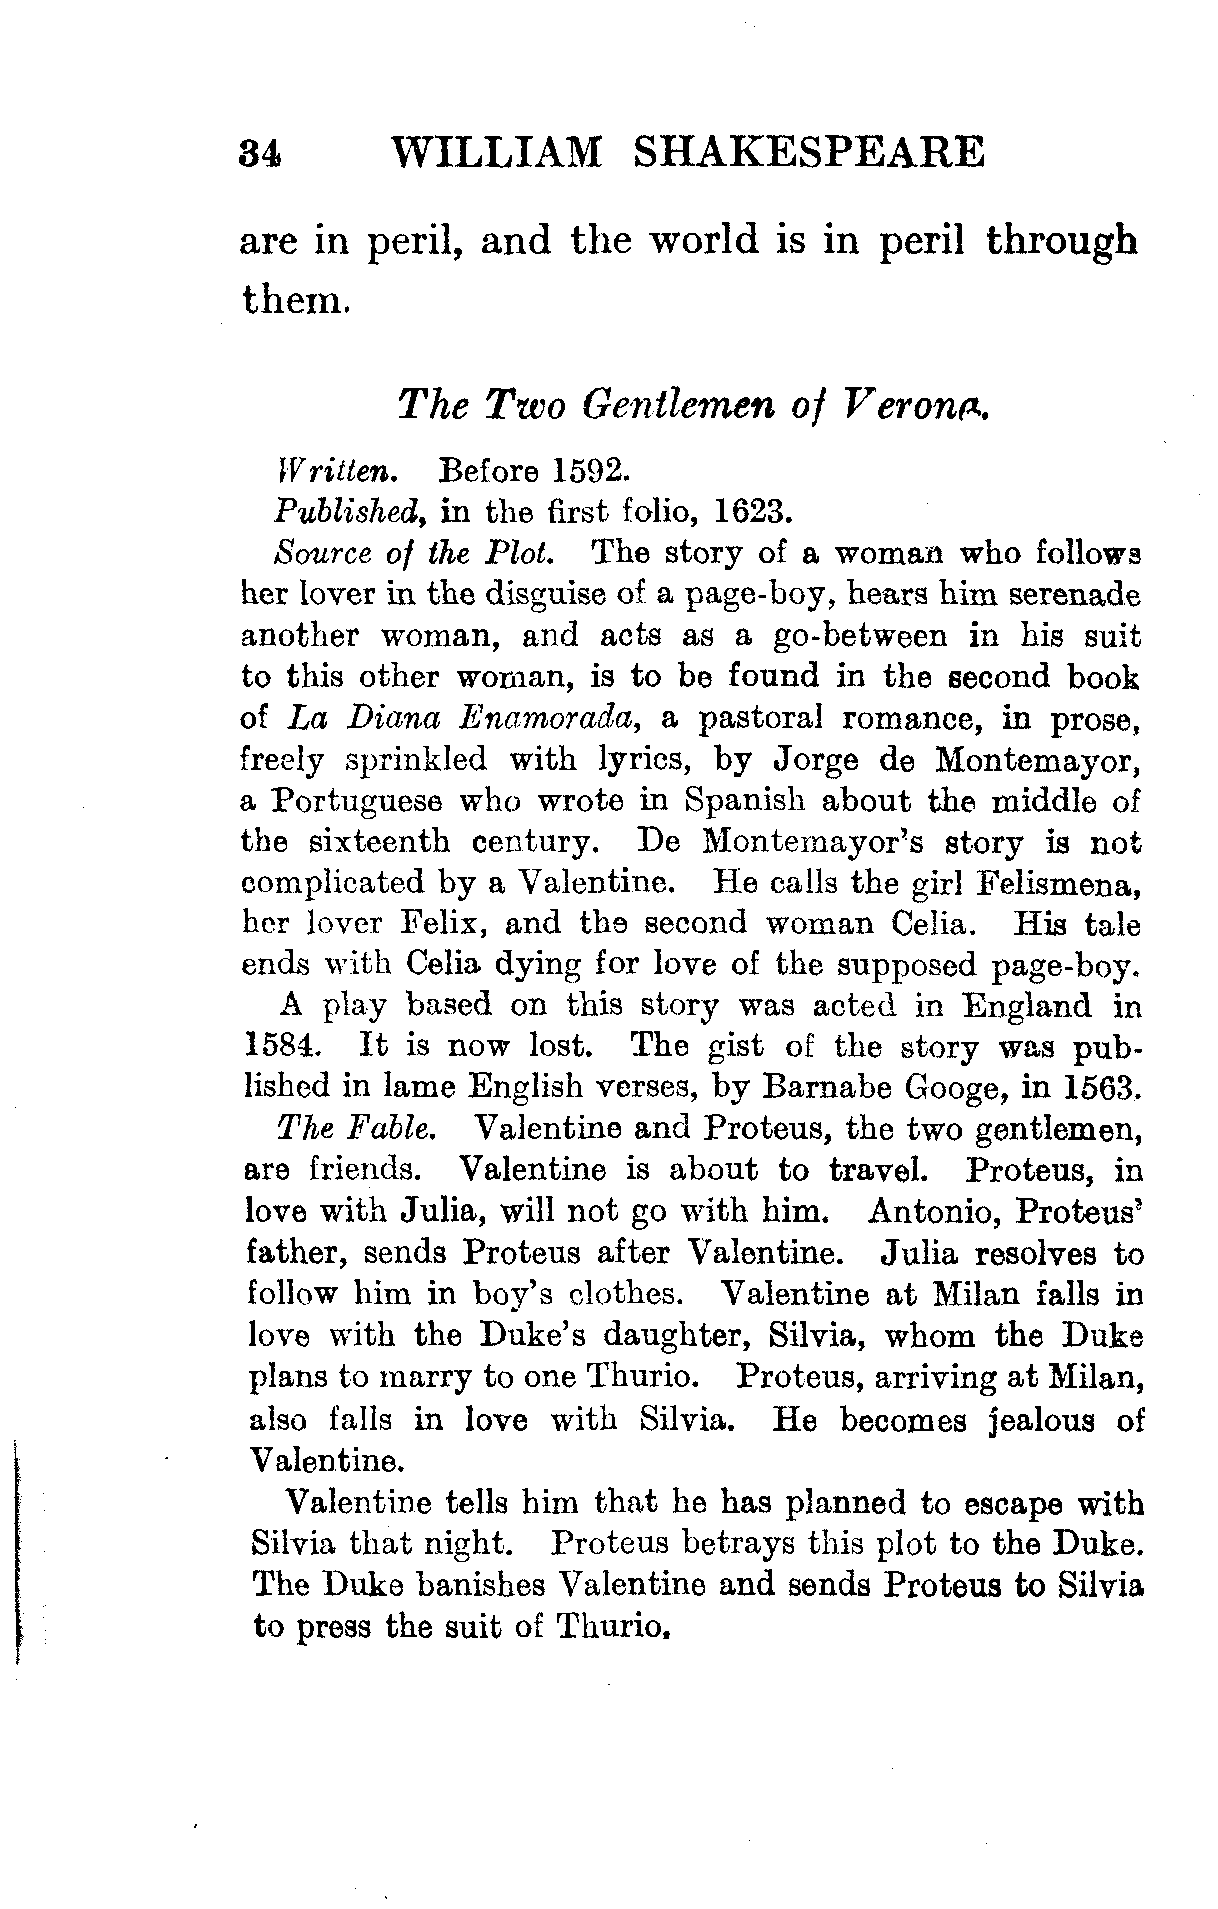 34 WILLIAM SHAKESPEARE
are in peril, and the world is in peril through
them.
The Two Gentlemen of Verona.
Written. Before 1592.
Published, in the first folio, 1623.
Source of the Plot. The story of a woman who follows
her lover in the disguise of a page-boy, hears him serenade
another woman, and acts as a go-between in his suit
to this other woman, is to be found in the second book
of La Diana Enamorada, a pastoral romance, in prose,
freely sprinkled with lyrics, by Jorge de Montemayor,
a Portuguese who wrote in Spanish about the middle of
the sixteenth century. De Montemayor's story is not
complicated by a Valentine. He calls the girl Felismena,
her lover Felix, and the second woman Celia. His tale
ends with Celia dying for love of the supposed page-boy.
A play based on this story was acted in England in
1584. It is now lost. The gist of the story was pub-
lished in lame English verses, by Barnabe Googe, in 1563.
The Fable. Valentine and Proteus, the two gentlemen,
are friends. Valentine is about to travel. Proteus, in
love with Julia, will not go with him. Antonio, Proteus'
father, sends Proteus after Valentine. Julia resolves to
follow him in boy's clothes. Valentine at Milan falls in
love with the Duke's daughter, Silvia, whom the Duke
plans to marry to one Thurio. Proteus, arriving at Milan,
also falls in love with Silvia. He becomes jealous of
Valentine.
Valentine tells him that he has planned to escape with
Silvia that night. Proteus betrays this plot to the Duke.
The Duke banishes Valentine and sends Proteus to Silvia
to press the suit of Thurio.